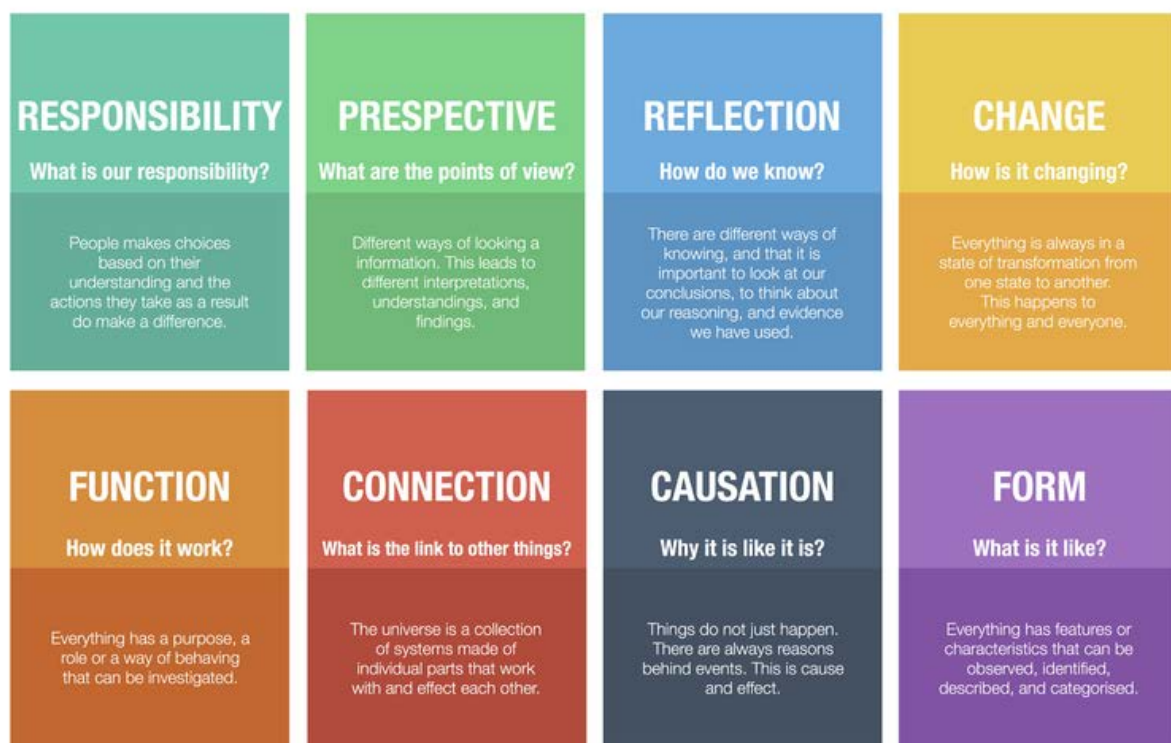 RESPONSIBILITY
What is our responsibility?
People makes choices
based on their
understanding and the
actions they take as a result
do make a difference.
PRESPECTIVE
What are the points of view?
Different ways of looking a
information. This leads to
different interpretations,
understandings, and
findings.
REFLECTION
How do we know?
There are different ways of
knowing, and that it is
important to look at our
conclusions, to think about
our reasoning, and evidence
we have used.
CHANGE
How is it changing?
Everything is always in a
state of transformation from
one state to another.
This happens to
everything and everyone.
FUNCTION
How does it work?
Everything has a purpose, a
role or a way of behaving
that can be investigated.
CONNECTION
What is the link to other things?
The universe is a collection
of systems made of
individual parts that work
with and effect each other.
CAUSATION
Why it is like it is?
Things do not just happen.
There are always reasons
behind events. This is cause
and effect.
FORM
What is it like?
Everything has features or
characteristics that can be
observed, identified,
described, and categorised.